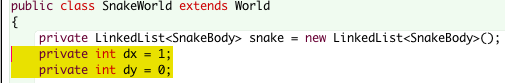 public class SnakeWorld extends World
{
private LinkedList<SnakeBody> snake = new LinkedList<SnakeBody>();
private int dx = 1;
private int dy = 0;